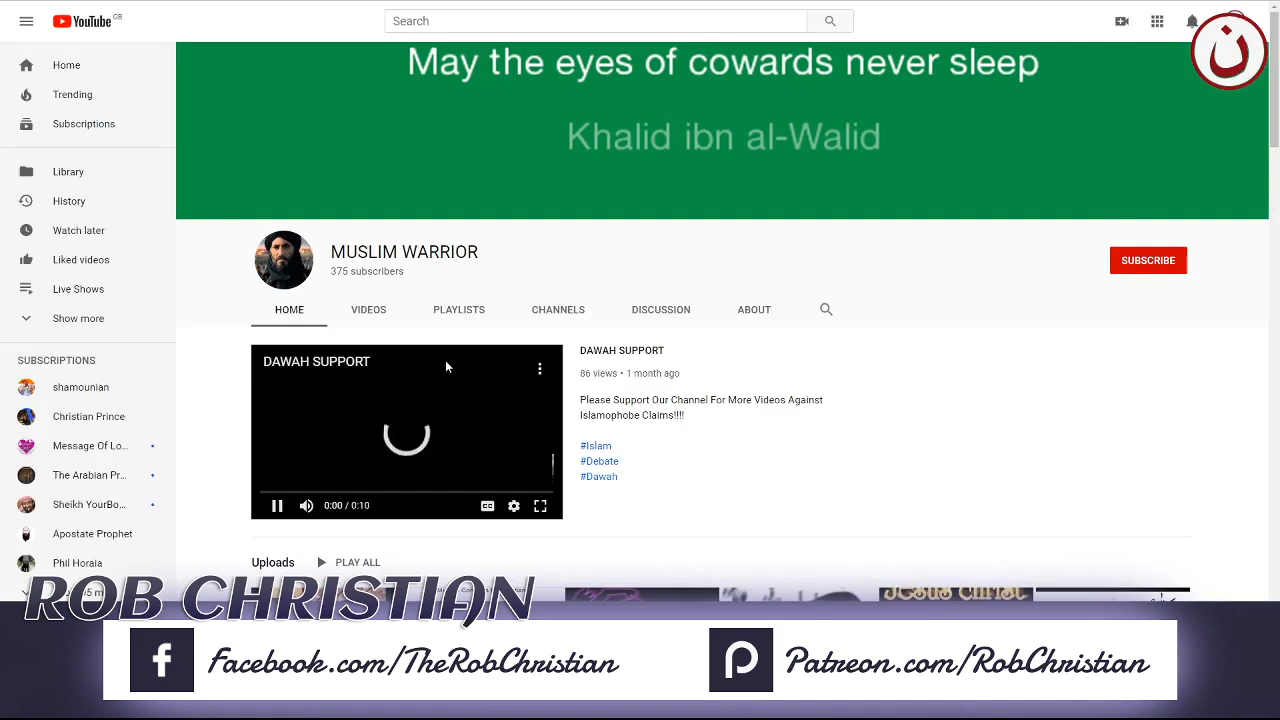 YouTube GB
Search
ن
May the eyes of cowards never sleep
Khalid ibn al-Walid
Home
Trending
Subscriptions
Library
History
Watch later
Liked videos
Live Shows
Show more
SUBSCRIPTIONS
shamounian
Christian Prince
Message Of Lo...
The Arabian Pr...
Sheikh YourBo...
Apostate Prophet
Phil Horaia
MUSLIM WARRIOR
375 subscribers
SUBSCRIBE
HOME VIDEOS PLAYLISTS CHANNELS DISCUSSION ABOUT
DAWAH SUPPORT
0:00 / 0:10
DAWAH SUPPORT
86 views • 1 month ago
Please Support Our Channel For More Videos Against
Islamophobe Claims!!!!
#Islam
#Debate
#Dawah
Uploads PLAY ALL
JESUS CHRIST
ROB CHRISTIAN
Facebook.com/TheRobChristian
Patreon.com/RobChristian